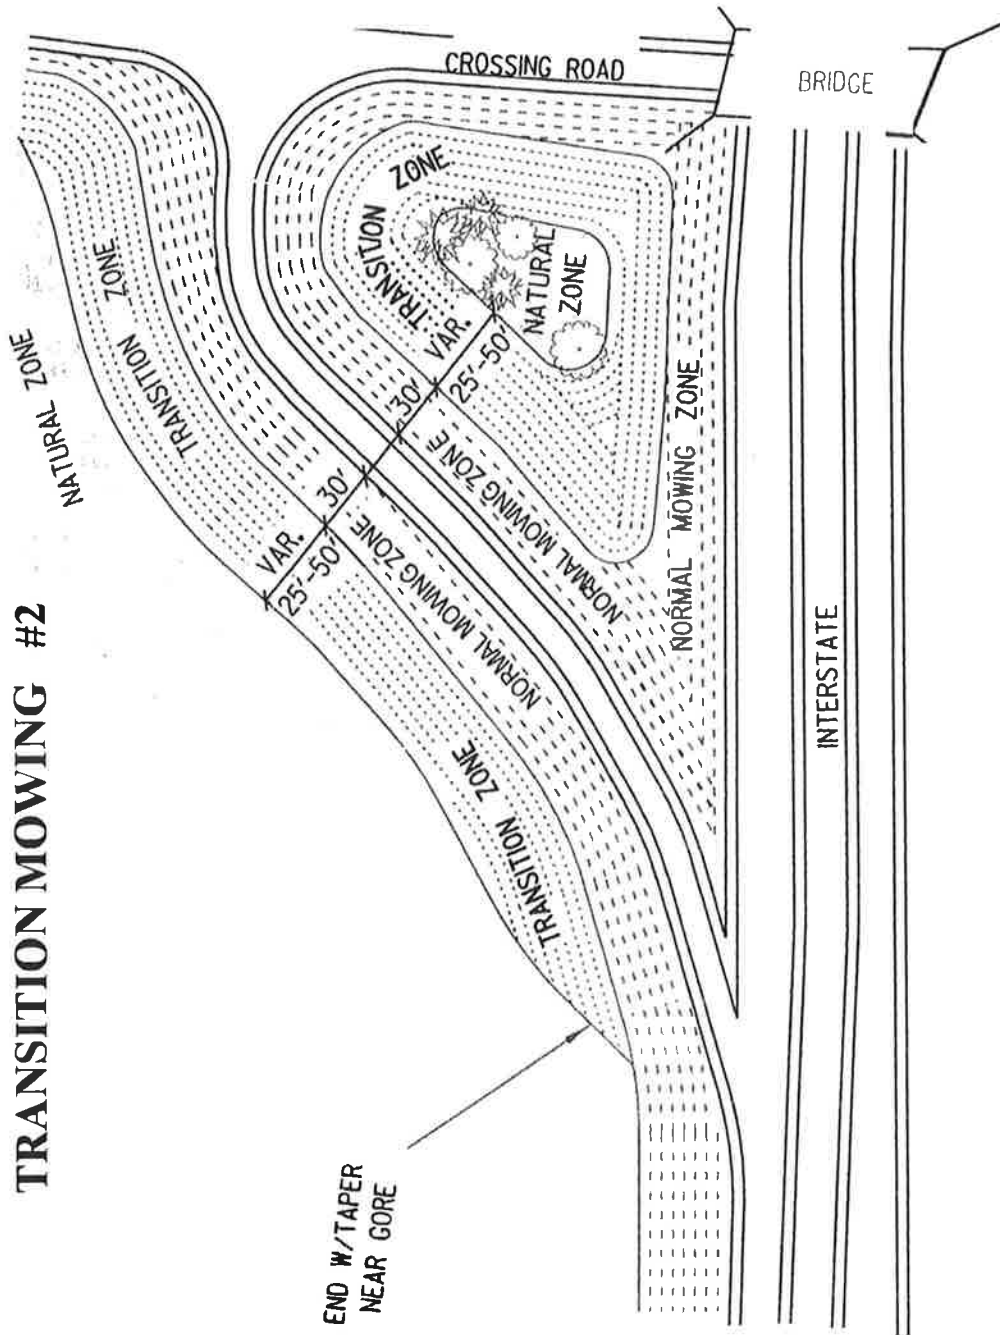 TRANSITION MOWING #2
NATURAL ZONE
TRANSITION ZONE
VAR.
25'-50'
30'
NORMAL MOWING ZONE
TRANSITION ZONE
END W/TAPER
NEAR GORE
CROSSING ROAD
BRIDGE
TRANSITION ZONE
NATURAL
ZONE
VAR.
25'-50'
30'
NORMAL MOWING ZONE
NORMAL MOWING ZONE
INTERSTATE